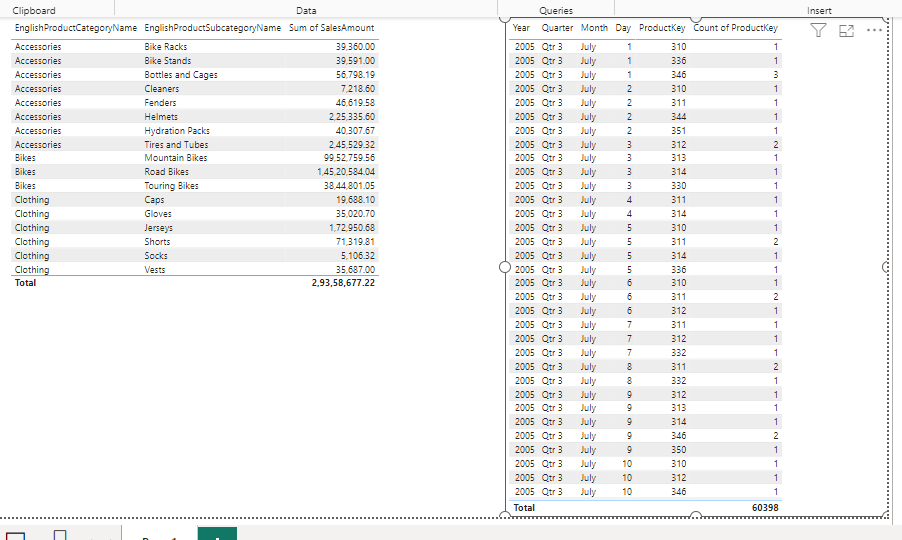 Clipboard Data Queries Insert
EnglishProductCategoryName EnglishProductSubcategoryName Sum of SalesAmount
Accessories Bike Racks 39,360.00
Accessories Bike Stands 39,591.00
Accessories Bottles and Cages 56,798.19
Accessories Cleaners 7,218.60
Accessories Fenders 46,619.58
Accessories Helmets 2,25,335.60
Accessories Hydration Packs 40,307.67
Accessories Tires and Tubes 2,45,529.32
Bikes Mountain Bikes 99,52,759.56
Bikes Road Bikes 1,45,20,584.04
Bikes Touring Bikes 38,44,801.05
Clothing Caps 19,688.10
Clothing Gloves 35,020.70
Clothing Jerseys 1,72,950.68
Clothing Shorts 71,319.81
Clothing Socks 5,106.32
Clothing Vests 35,687.00
Total 2,93,58,677.22
Year Quarter Month Day ProductKey Count of ProductKey
2005 Qtr 3 July 1 310 1
2005 Qtr 3 July 1 336 1
2005 Qtr 3 July 1 346 3
2005 Qtr 3 July 2 310 1
2005 Qtr 3 July 2 311 1
2005 Qtr 3 July 2 344 1
2005 Qtr 3 July 2 351 1
2005 Qtr 3 July 3 312 2
2005 Qtr 3 July 3 313 1
2005 Qtr 3 July 3 314 1
2005 Qtr 3 July 3 330 1
2005 Qtr 3 July 4 311 1
2005 Qtr 3 July 4 314 1
2005 Qtr 3 July 5 310 1
2005 Qtr 3 July 5 311 2
2005 Qtr 3 July 5 314 1
2005 Qtr 3 July 5 336 1
2005 Qtr 3 July 6 310 1
2005 Qtr 3 July 6 311 2
2005 Qtr 3 July 6 312 1
2005 Qtr 3 July 7 311 1
2005 Qtr 3 July 7 312 1
2005 Qtr 3 July 7 332 1
2005 Qtr 3 July 8 311 2
2005 Qtr 3 July 8 332 1
2005 Qtr 3 July 9 312 1
2005 Qtr 3 July 9 313 1
2005 Qtr 3 July 9 314 1
2005 Qtr 3 July 9 346 2
2005 Qtr 3 July 9 350 1
2005 Qtr 3 July 10 310 1
2005 Qtr 3 July 10 312 1
2005 Qtr 3 July 10 346 1
Total 60398